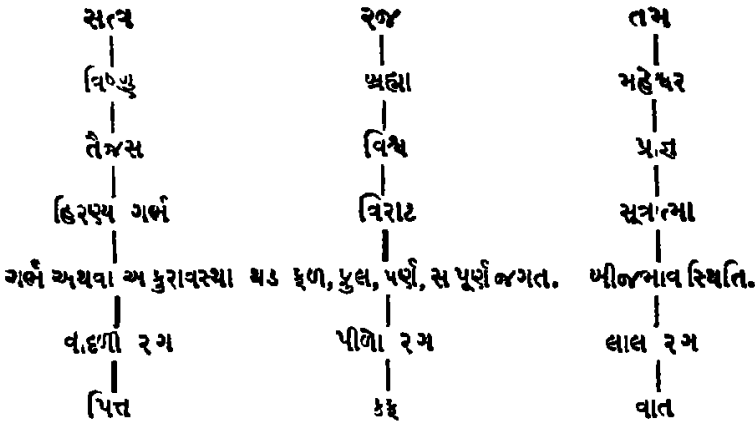 સત્વ રજ તમ
વિષ્ણુ બ્રહ્મા મહેશ્વર
તૈજસ વિશ્વ પ્રાજ્ઞ
હિરણ્ય ગર્ભ વિરાટ સૂત્રાત્મા
ગર્ભ અથવા અંકુરાવસ્થા થડ ફળ, ફુલ, પર્ણ, સંપૂર્ણ જગત. બીજભાવ સ્થિતિ.
વાદળી રંગ પીળો રંગ લાલ રંગ
પિત્ત કફ વાત